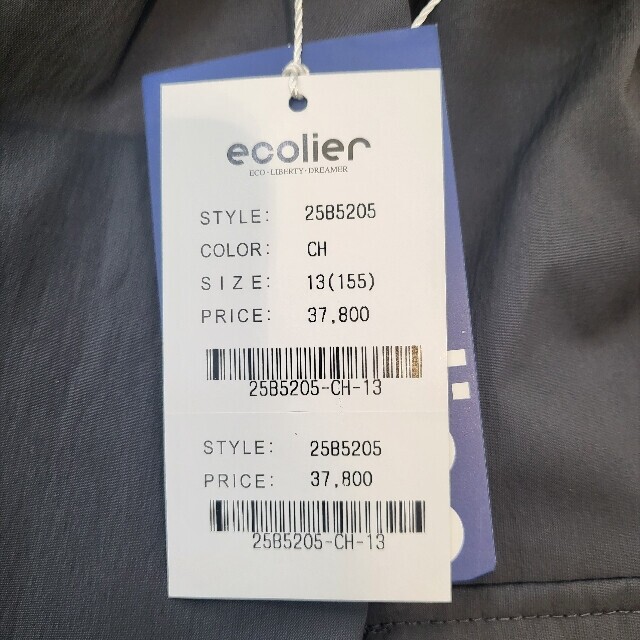 ecolier
ECO · LIBERTY · DREAMER
STYLE: 25B5205
COLOR: CH
SIZE: 13(155)
PRICE: 37,800
25B5205-CH-13
STYLE: 25B5205
PRICE: 37,800
25B5205-CH-13